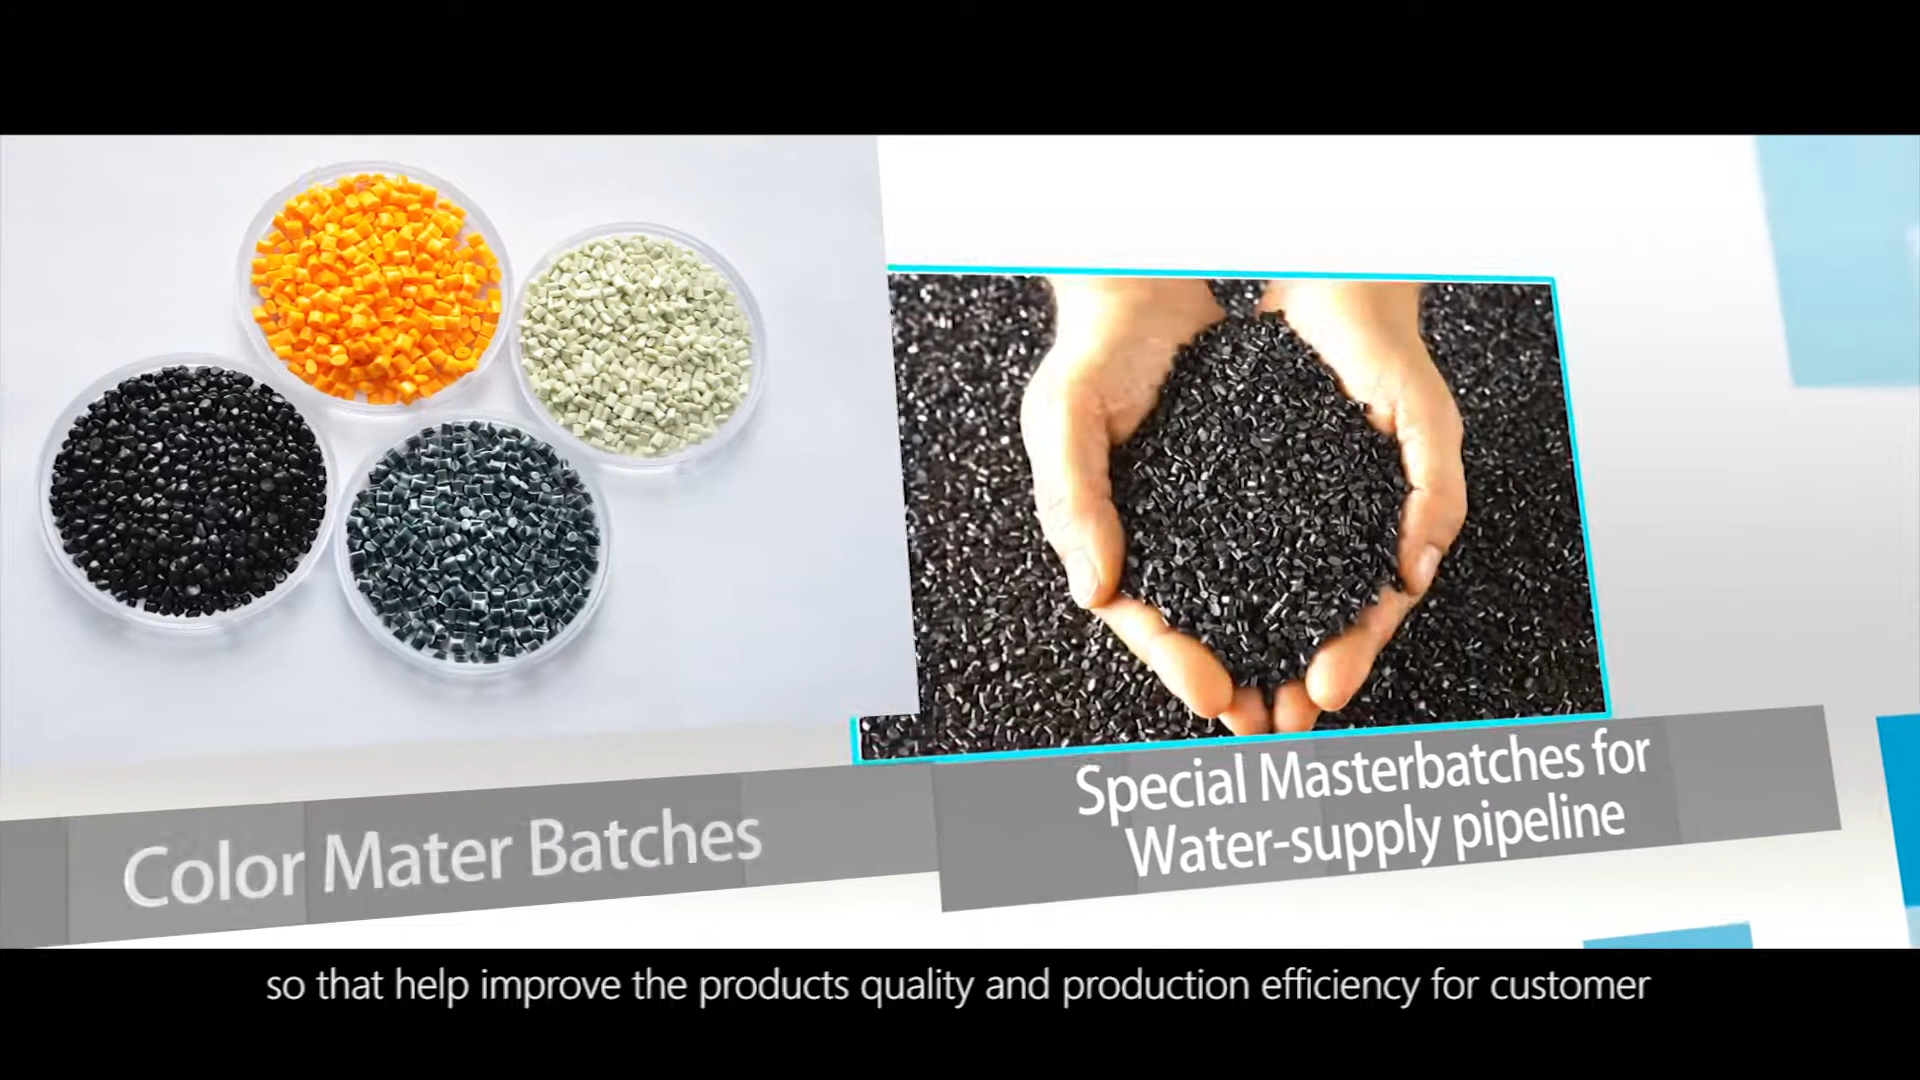 Color Mater Batches
Special Masterbatches for
Water-supply pipeline
so that help improve the products quality and production efficiency for customer